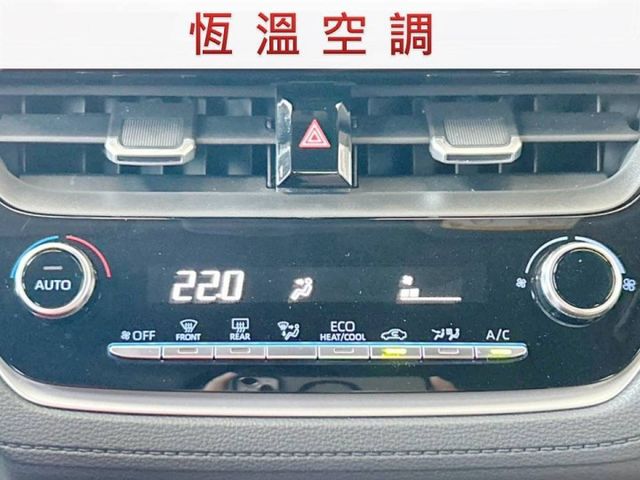 恆溫空調
AUTO
22.0
OFF
FRONT
REAR
ECO
HEAT/COOL
A/C